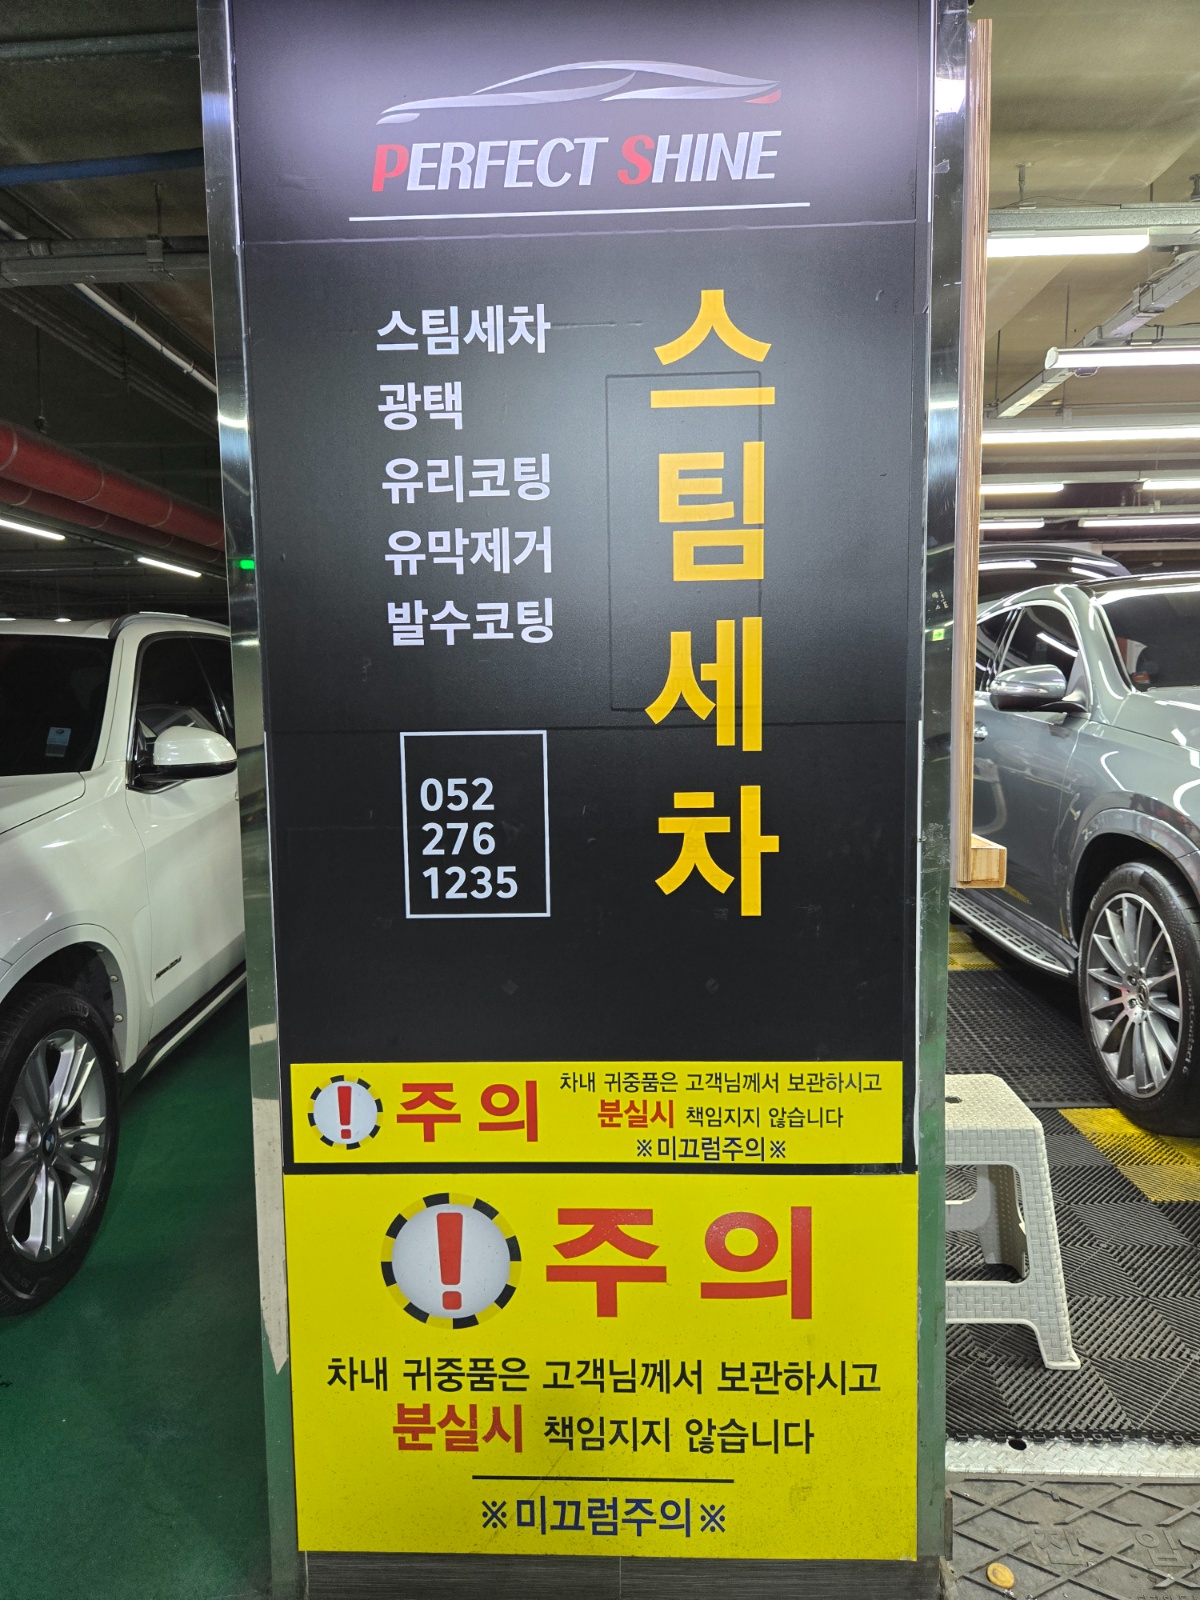 PERFECT SHINE
스팀세차
광택
유리코팅
유막제거
발수코팅
052
276
1235
스팀세차
주의
차내 귀중품은 고객님께서 보관하시고
분실시 책임지지 않습니다
※미끄럼주의※
주의
차내 귀중품은 고객님께서 보관하시고
분실시 책임지지 않습니다
※미끄럼주의※